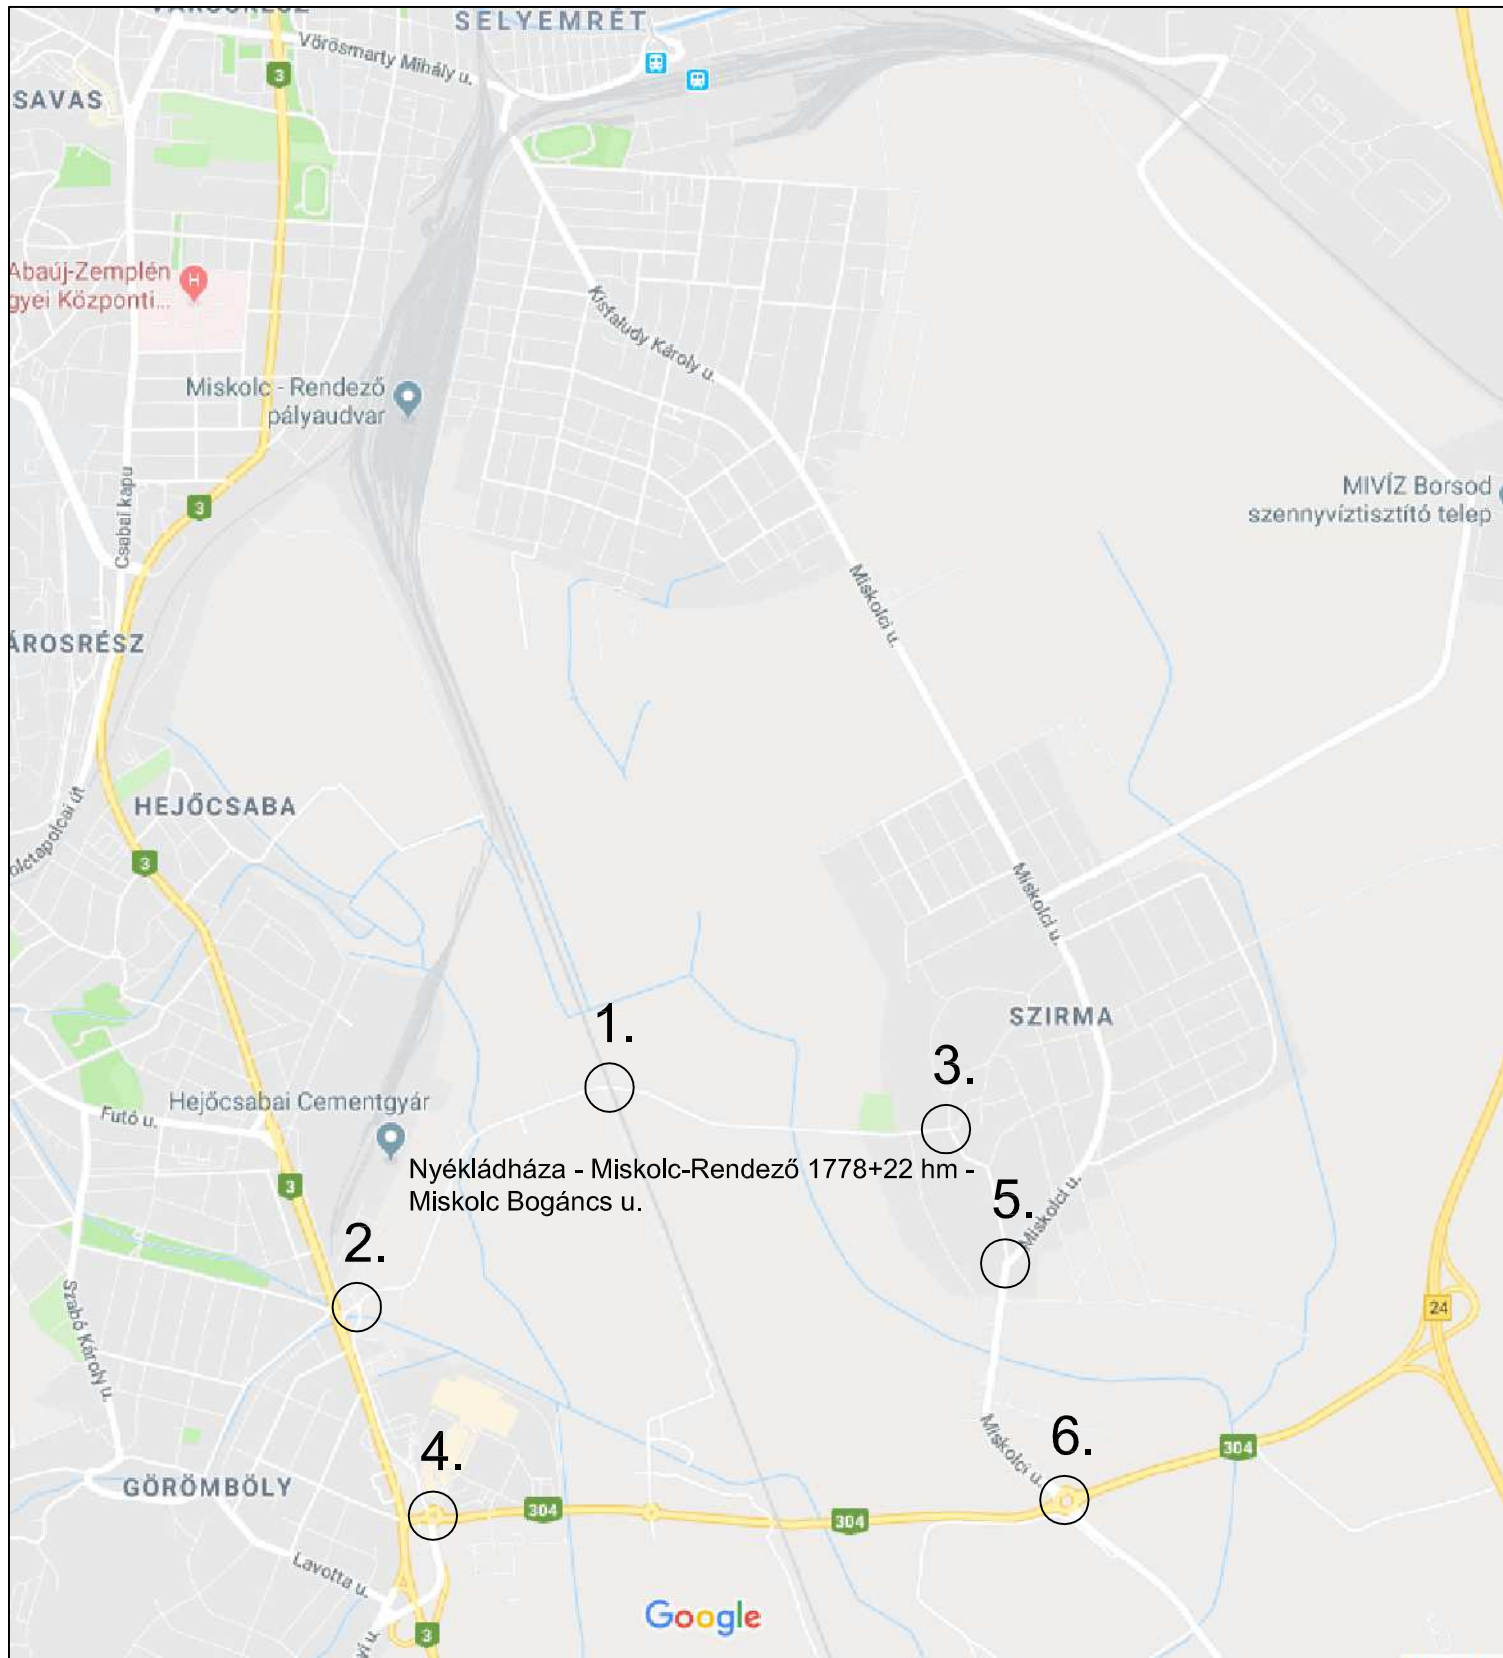 SELYEMRÉT
Vörösmarty Mihály u.
3
SAVAS
Abaúj-Zemplén
gyei Központi...
H
Kisfaludy Károly u.
Miskolc - Rendező
pályaudvar
Csabai kapu
3
MIVÍZ Borsod
szennyvíztisztító telep
Miskolci u.
ÁROSRÉSZ
HEJŐCSABA
olctapolcai út
3
Miskolci u.
SZIRMA
1.
3.
Hejőcsabai Cementgyár
Futó u.
Nyékládháza - Miskolc-Rendező 1778+22 hm -
Miskolc Bogáncs u.
3
5.
Miskolci u.
2.
24
Szabó Károly u.
4.
6.
Miskolci u.
304
GÖRÖMBÖLY
304
304
Lavotta u.
Google
3
vi u.